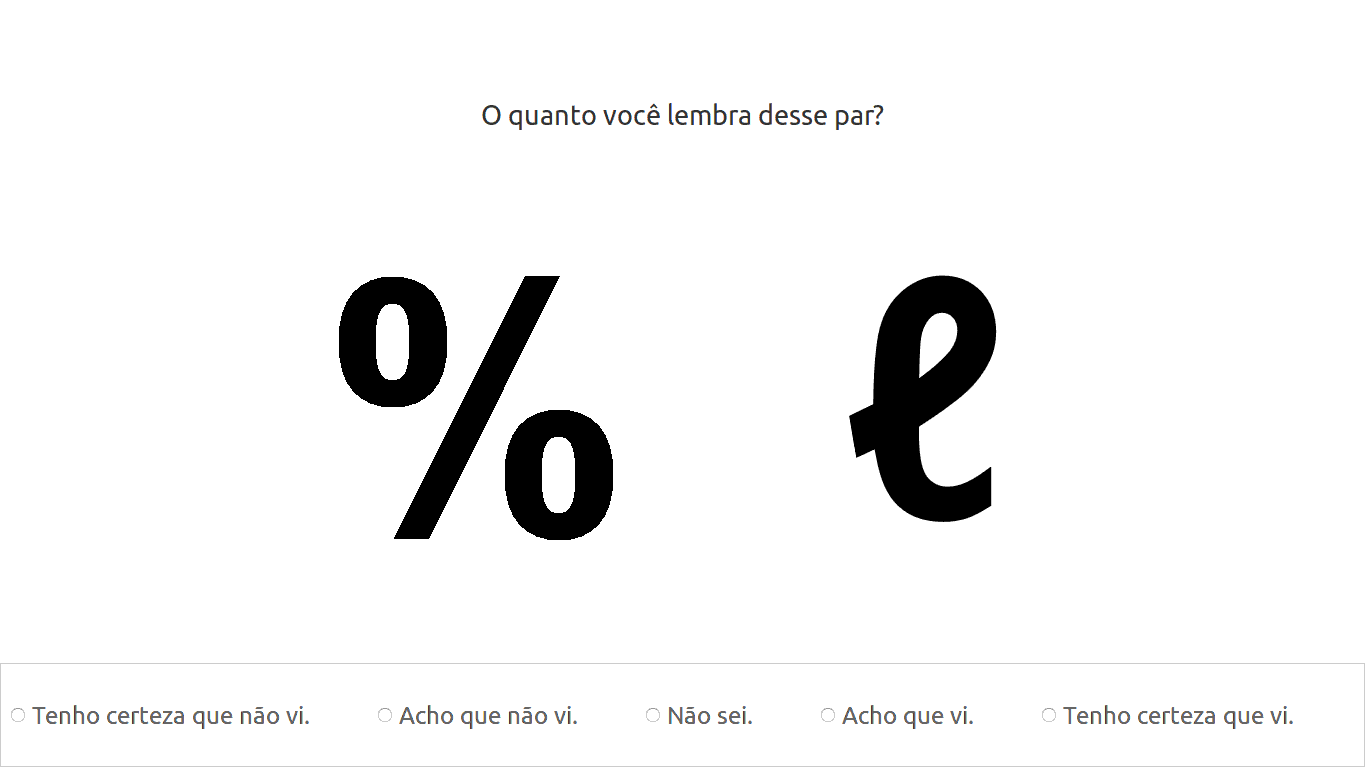 O quanto você lembra desse par?
% ℓ
Tenho certeza que não vi. Acho que não vi. Não sei. Acho que vi. Tenho certeza que vi.